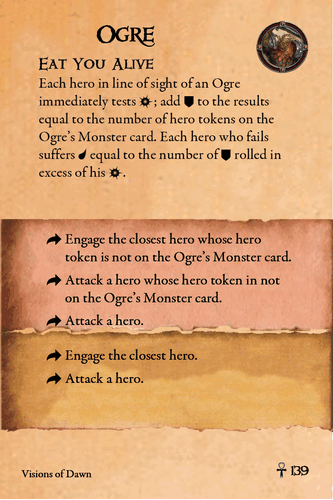 OGRE
EAT YOU ALIVE
Each hero in line of sight of an Ogre
immediately tests ; add to the results
equal to the number of hero tokens on the
Ogre's Monster card. Each hero who fails
suffers equal to the number of rolled in
excess of his .
Engage the closest hero whose hero
token is not on the Ogre's Monster card.
Attack a hero whose hero token in not
on the Ogre's Monster card.
Attack a hero.
Engage the closest hero.
Attack a hero.
Visions of Dawn
139